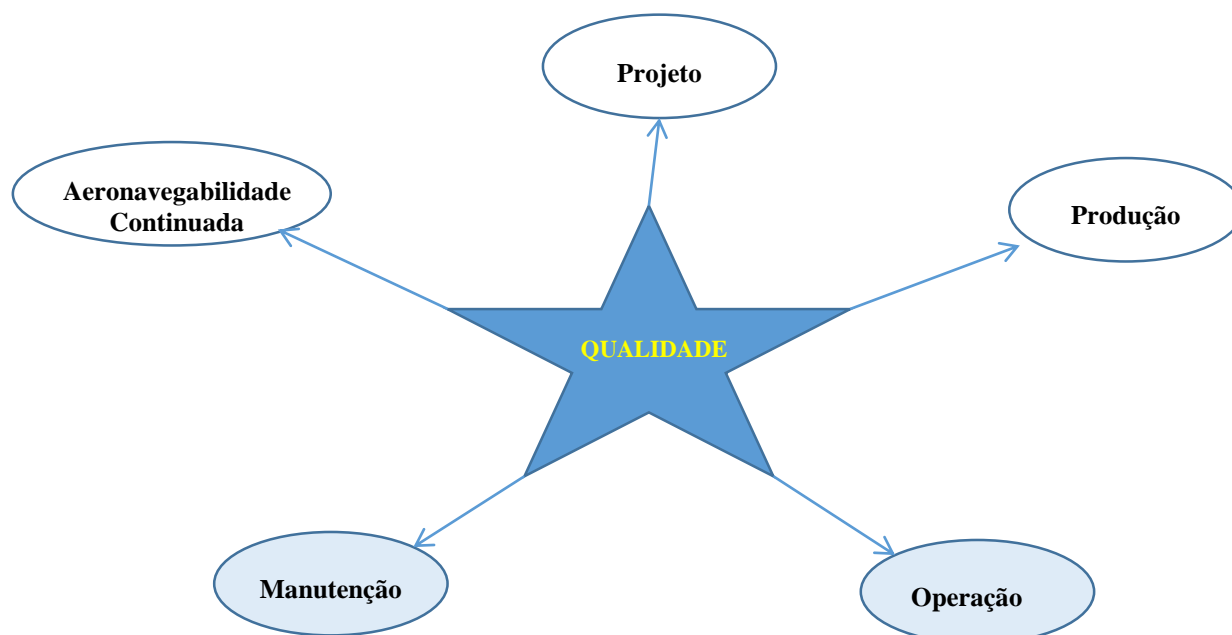 Projeto
Aeronavegabilidade
Continuada
Produção
QUALIDADE
Manutenção
Operação